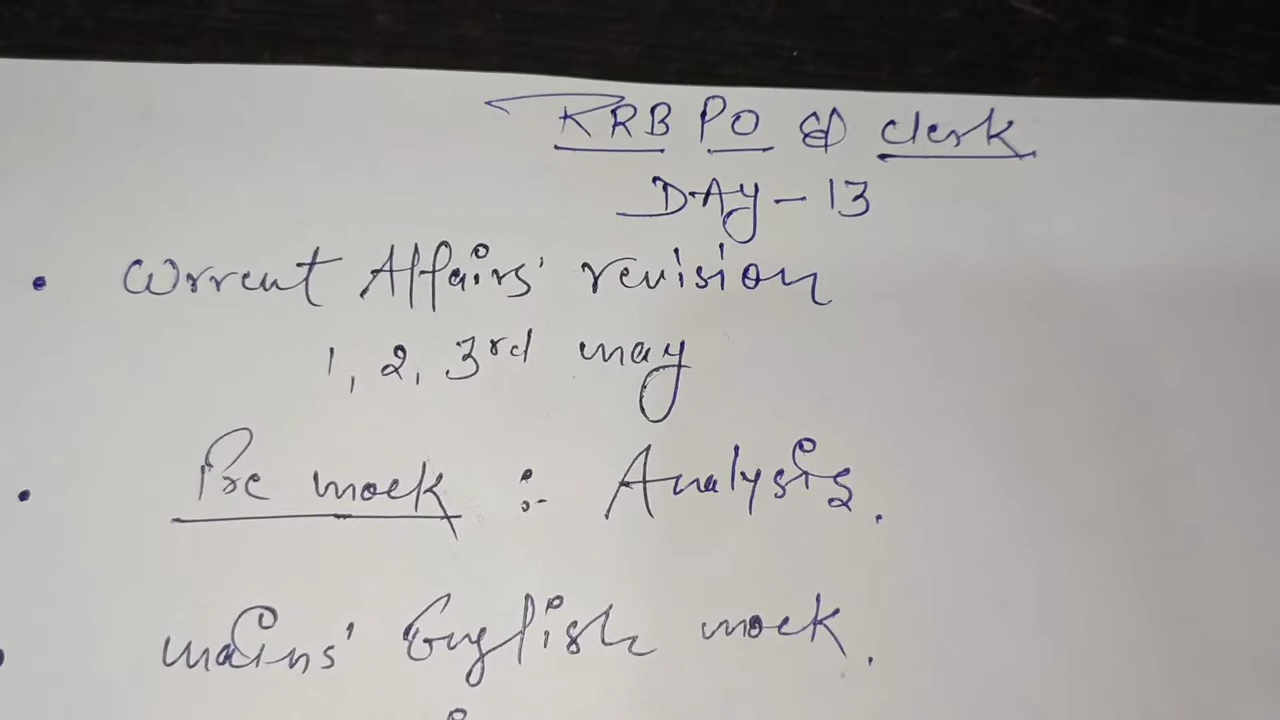 RRB PO & Clerk
DAY - 13
• Current Affairs' revision
1, 2, 3rd may
• Pre mock :- Analysis.
• mains' English mock.